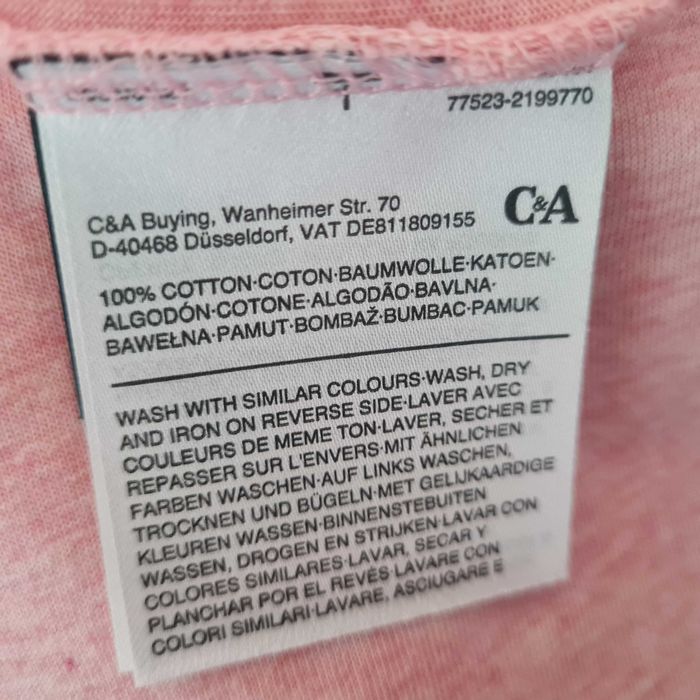 77523-2199770
C&A Buying, Wanheimer Str. 70
D-40468 Düsseldorf, VAT DE811809155
C&A
100% COTTON·COTON·BAUMWOLLE·KATOEN·
ALGODÓN·COTONE·ALGODÃO·BAVLNA·
BAWEŁNA·PAMUT·BOMBAŽ·BUMBAC·PAMUK
WASH WITH SIMILAR COLOURS·WASH, DRY
AND IRON ON REVERSE SIDE·LAVER AVEC
COULEURS DE MEME TON·LAVER, SECHER ET
REPASSER SUR L'ENVERS·MIT ÄHNLICHEN
FARBEN WASCHEN·AUF LINKS WASCHEN,
TROCKNEN UND BÜGELN·MET GELIJKAARDIGE
KLEUREN WASSEN·BINNENSTEBUITEN
WASSEN, DROGEN EN STRIJKEN·LAVAR CON
COLORES SIMILARES·LAVAR, SECAR Y
PLANCHAR POR EL REVÉS·LAVARE CON
COLORI SIMILARI·LAVARE, ASCIUGARE E